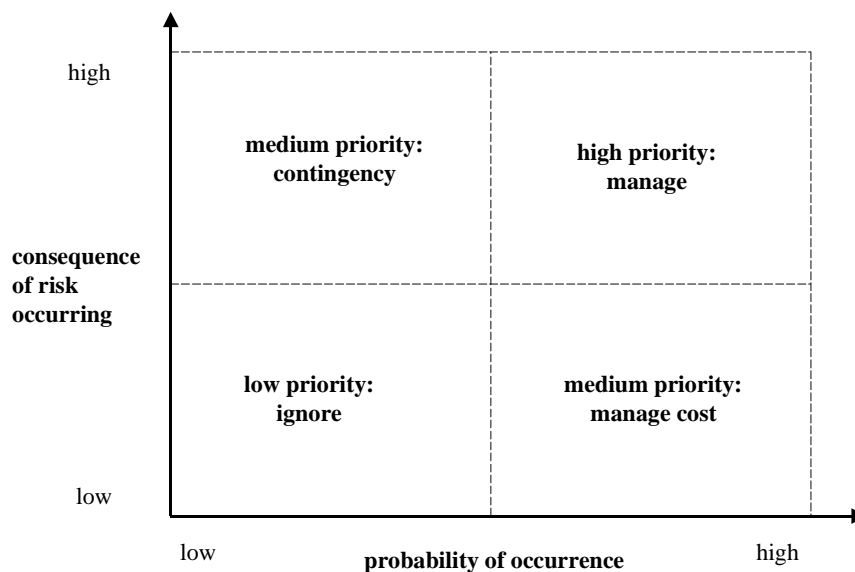 high
medium priority:
contingency
high priority:
manage
consequence
of risk
occurring
low priority:
ignore
medium priority:
manage cost
low
low
probability of occurrence
high